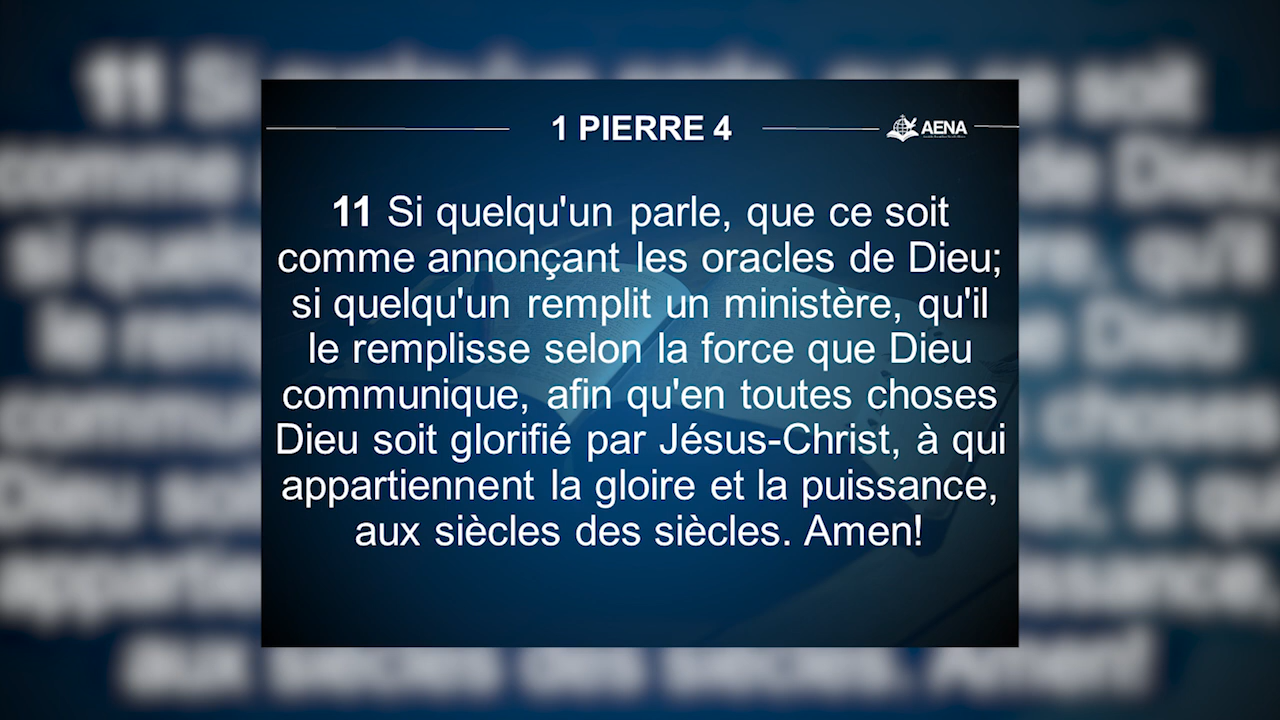 1 PIERRE 4
AENA
11 Si quelqu'un parle, que ce soit
comme annonçant les oracles de Dieu;
si quelqu'un remplit un ministère, qu'il
le remplisse selon la force que Dieu
communique, afin qu'en toutes choses
Dieu soit glorifié par Jésus-Christ, à qui
appartiennent la gloire et la puissance,
aux siècles des siècles. Amen!